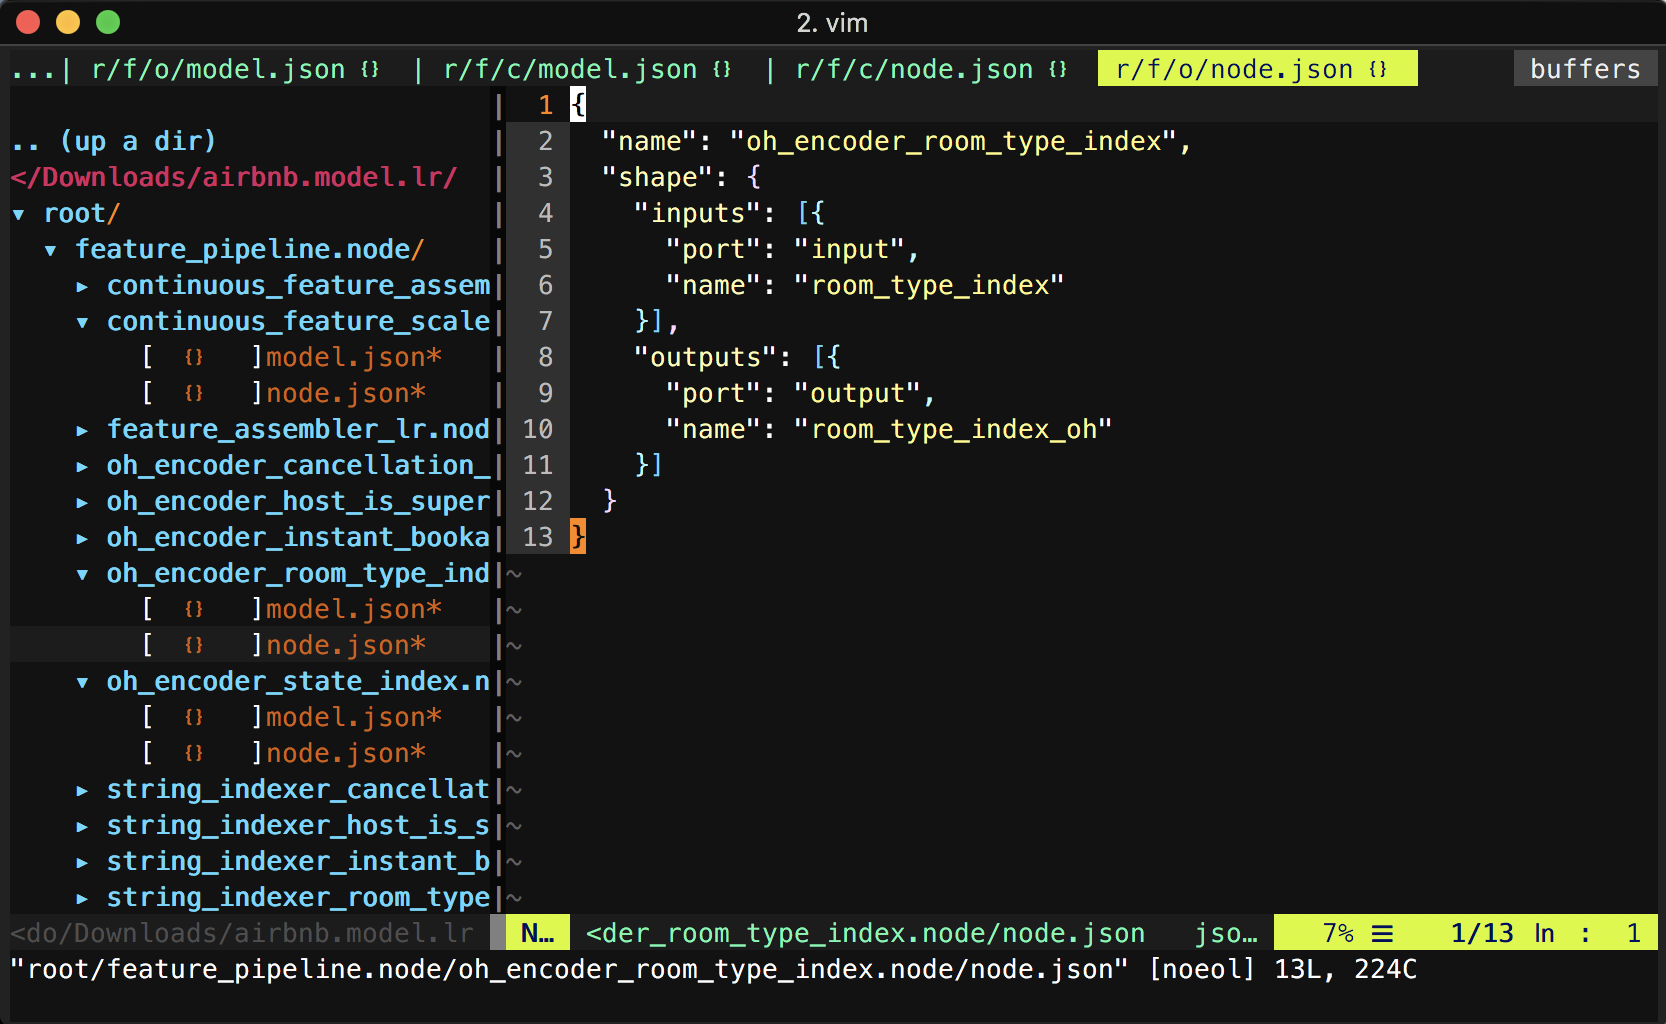 2. vim
...| r/f/o/model.json {} | r/f/c/model.json {} | r/f/c/node.json {} r/f/o/node.json {} buffers
.. (up a dir)
</Downloads/airbnb.model.lr/
▾ root/
▾ feature_pipeline.node/
▸ continuous_feature_assem
▾ continuous_feature_scale
[ {} ]model.json*
[ {} ]node.json*
▸ feature_assembler_lr.nod
▸ oh_encoder_cancellation_
▸ oh_encoder_host_is_super
▸ oh_encoder_instant_booka
▾ oh_encoder_room_type_ind
[ {} ]model.json*
[ {} ]node.json*
▾ oh_encoder_state_index.n
[ {} ]model.json*
[ {} ]node.json*
▸ string_indexer_cancellat
▸ string_indexer_host_is_s
▸ string_indexer_instant_b
▸ string_indexer_room_type
1 {
2 "name": "oh_encoder_room_type_index",
3 "shape": {
4 "inputs": [{
5 "port": "input",
6 "name": "room_type_index"
7 }],
8 "outputs": [{
9 "port": "output",
10 "name": "room_type_index_oh"
11 }]
12 }
13 }
~
~
~
~
~
~
~
~
~
~
<do/Downloads/airbnb.model.lr N… <der_room_type_index.node/node.json jso… 7% ☰ 1/13 ln : 1
"root/feature_pipeline.node/oh_encoder_room_type_index.node/node.json" [noeol] 13L, 224C